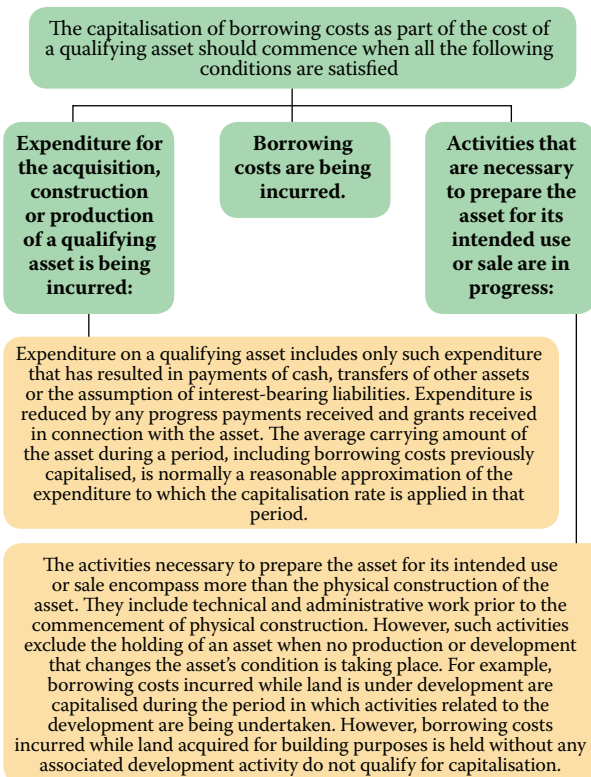 The capitalisation of borrowing costs as part of the cost of
a qualifying asset should commence when all the following
conditions are satisfied
Expenditure for
the acquisition,
construction
or production
of a qualifying
asset is being
incurred:
Borrowing
costs are being
incurred.
Activities that
are necessary
to prepare the
asset for its
intended use
or sale are in
progress:
Expenditure on a qualifying asset includes only such expenditure
that has resulted in payments of cash, transfers of other assets
or the assumption of interest-bearing liabilities. Expenditure is
reduced by any progress payments received and grants received
in connection with the asset. The average carrying amount of
the asset during a period, including borrowing costs previously
capitalised, is normally a reasonable approximation of the
expenditure to which the capitalisation rate is applied in that
period.
The activities necessary to prepare the asset for its intended use
or sale encompass more than the physical construction of the
asset. They include technical and administrative work prior to the
commencement of physical construction. However, such activities
exclude the holding of an asset when no production or development
that changes the asset's condition is taking place. For example,
borrowing costs incurred while land is under development are
capitalised during the period in which activities related to the
development are being undertaken. However, borrowing costs
incurred while land acquired for building purposes is held without any
associated development activity do not qualify for capitalisation.